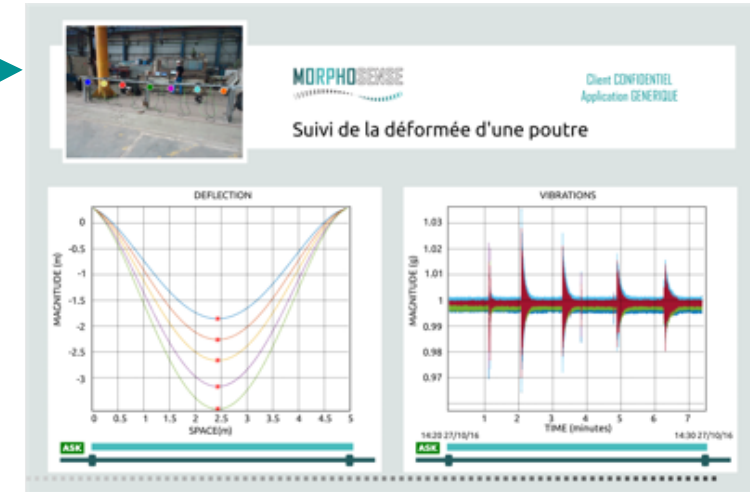 MORPHOSENSE
Client CONFIDENTIEL
Application GENERIQUE
Suivi de la déformée d'une poutre
DEFLECTION
MAGNITUDE (m)
0
-0.5
-1
-1.5
-2
-2.5
-3
0 0.5 1 1.5 2 2.5 3 3.5 4 4.5 5
SPACE(m)
ASK
VIBRATIONS
MAGNITUDE (g)
1.03
1.02
1.01
1
0.99
0.98
0.97
1 2 3 4 5 6 7
TIME (minutes)
14:20 27/10/16
14:30 27/10/16
ASK